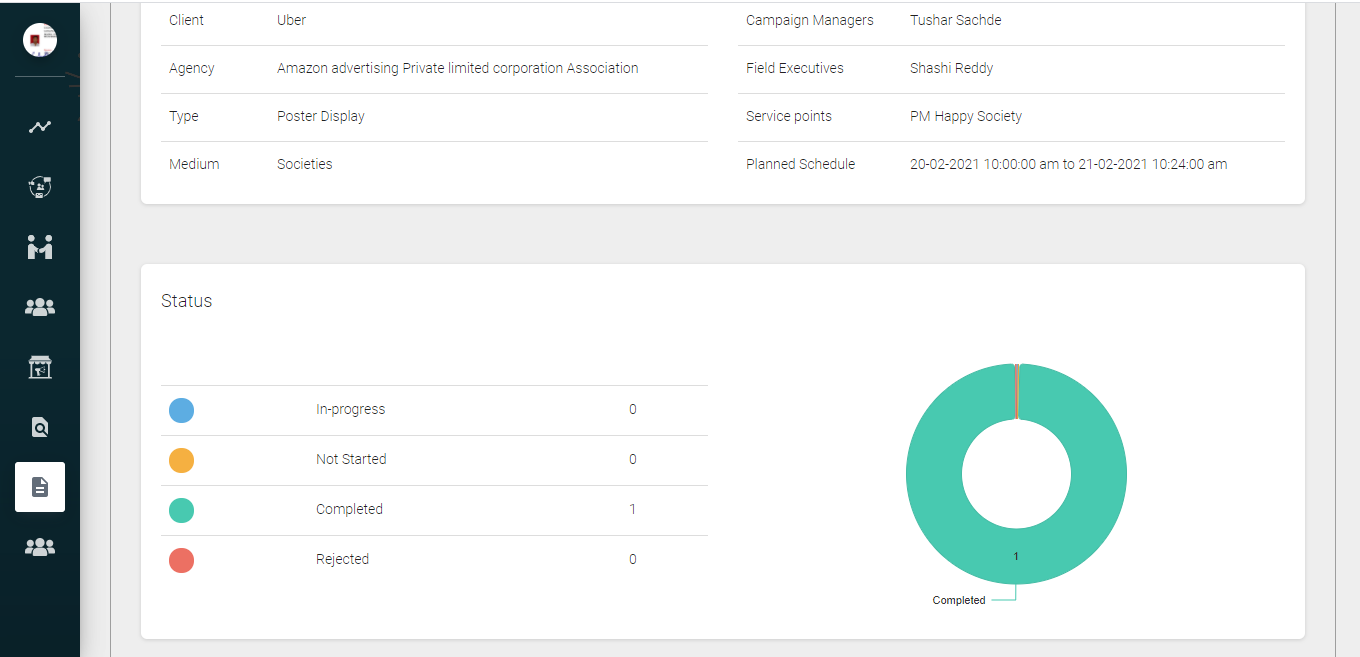 Client Uber
Agency Amazon advertising Private limited corporation Association
Type Poster Display
Medium Societies
Campaign Managers Tushar Sachde
Field Executives Shashi Reddy
Service points PM Happy Society
Planned Schedule 20-02-2021 10:00:00 am to 21-02-2021 10:24:00 am
Status
In-progress 0
Not Started 0
Completed 1
Rejected 0
1
Completed